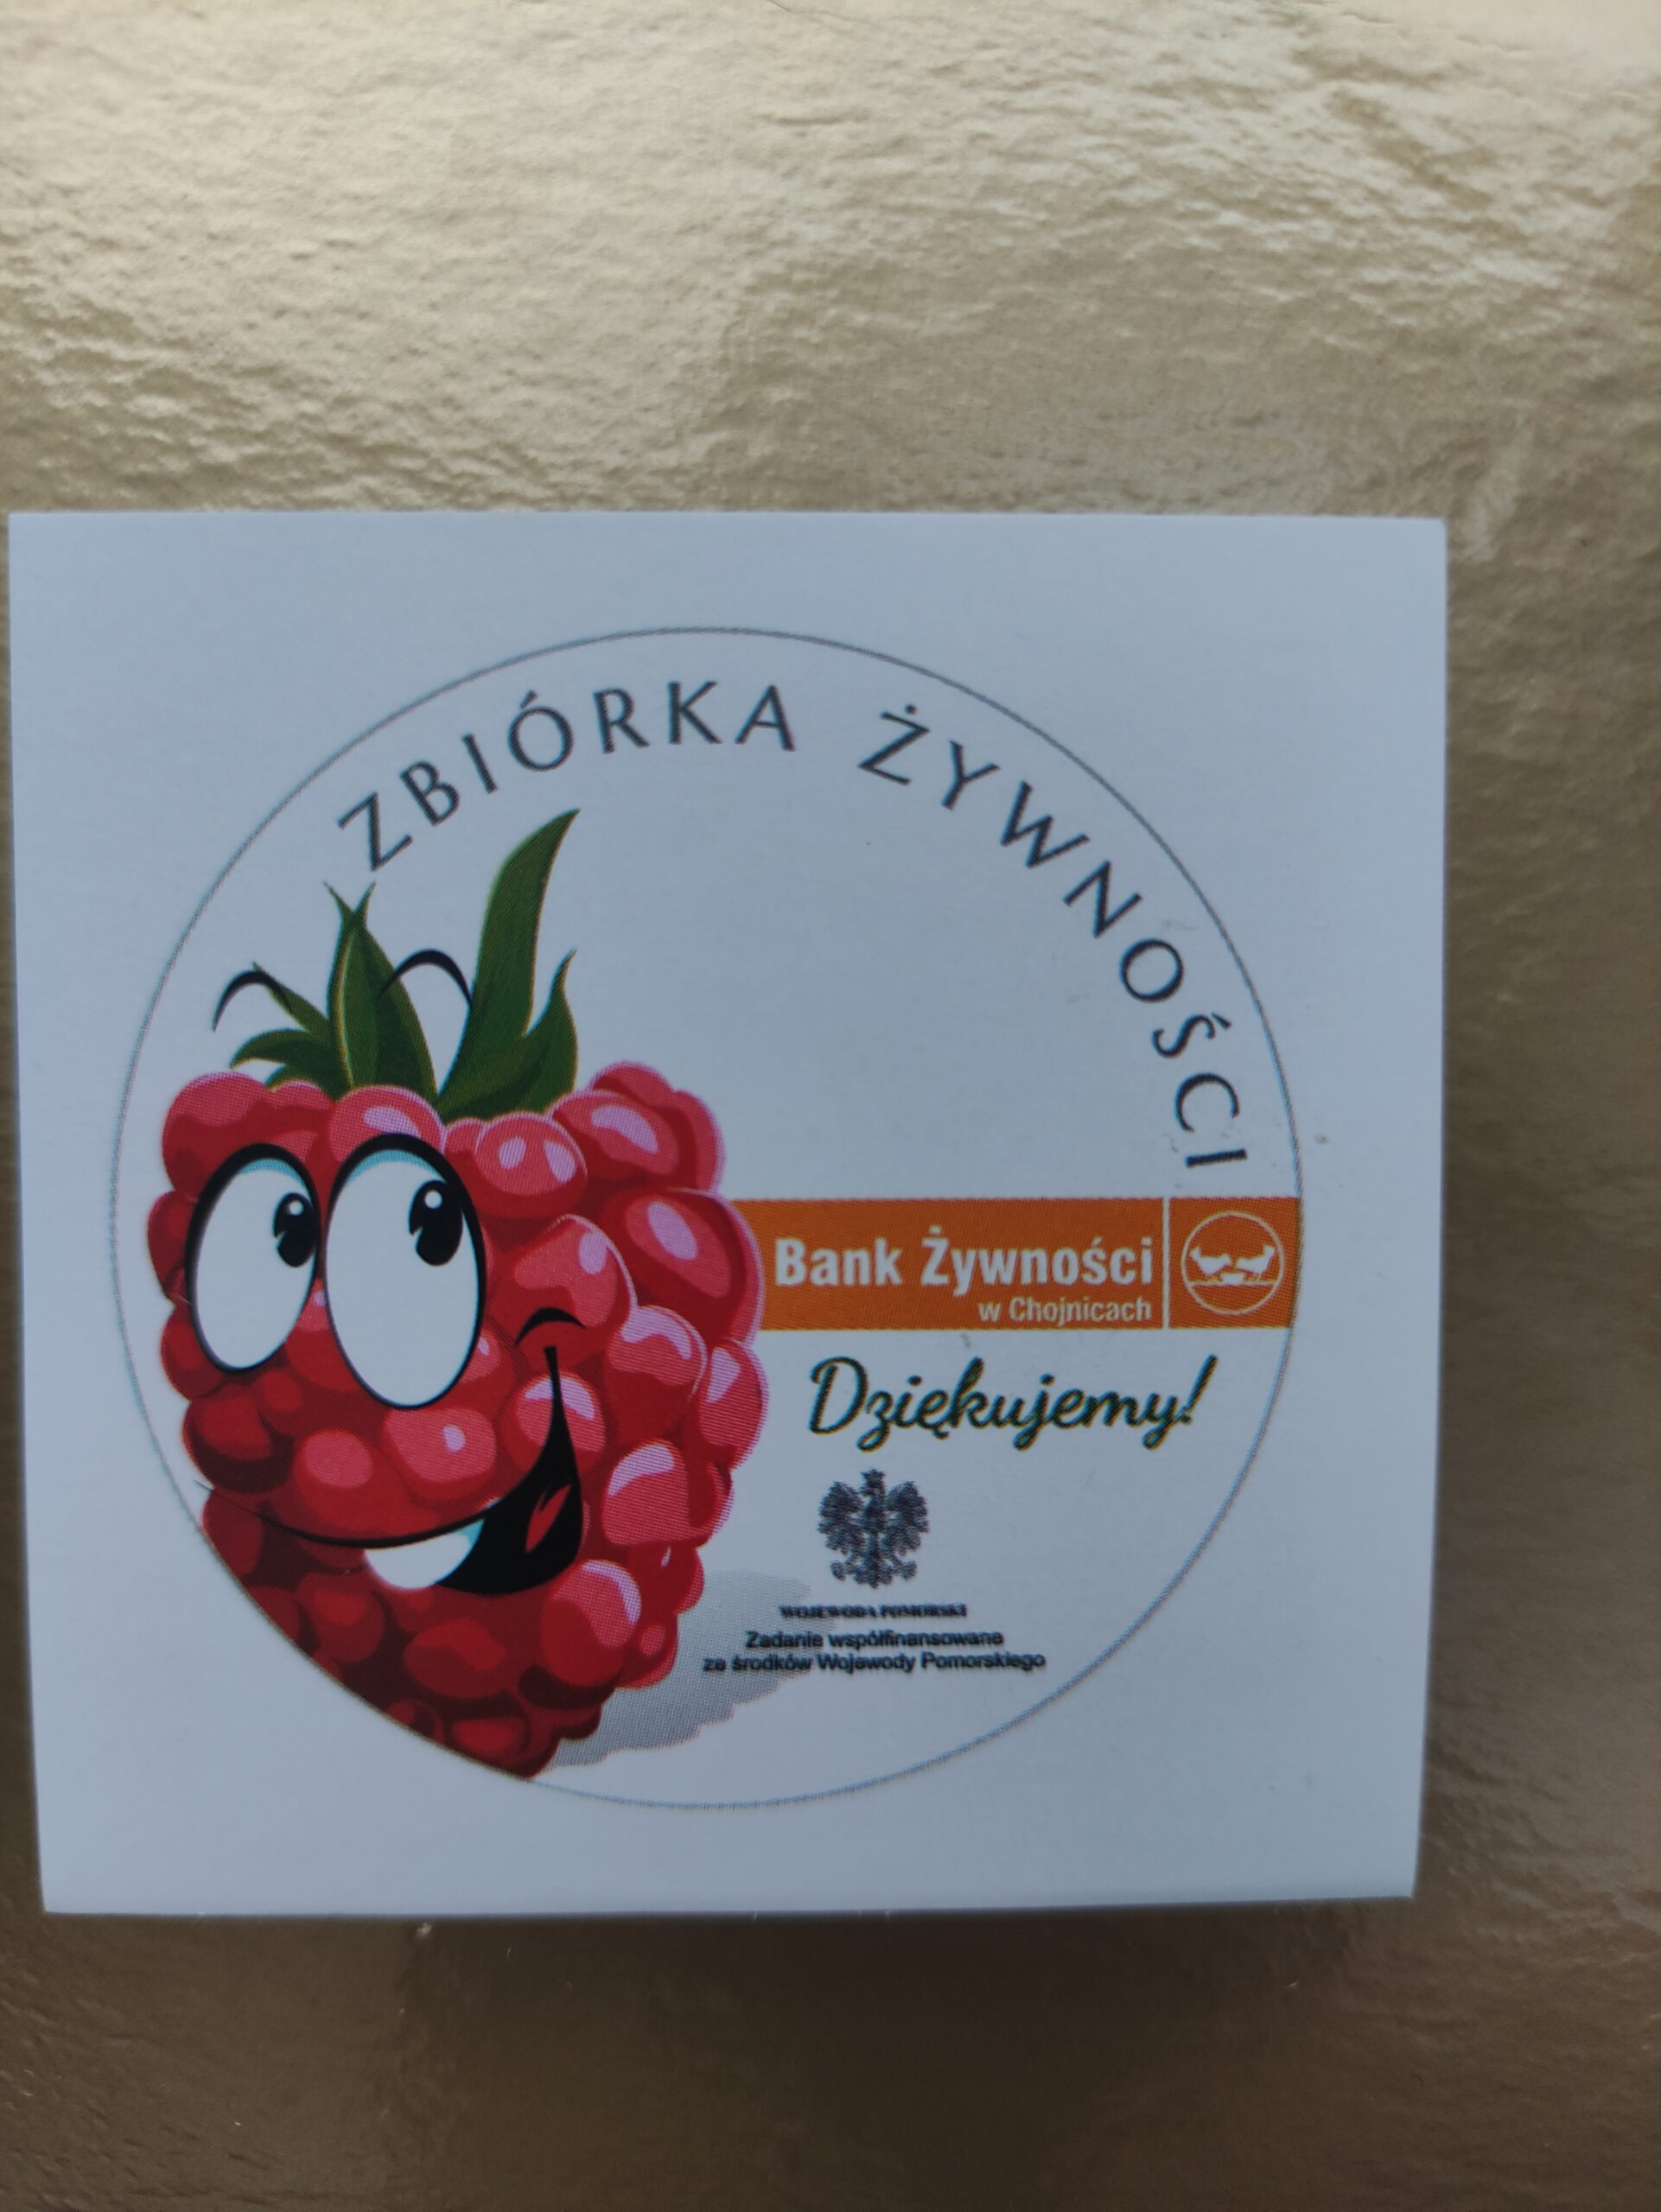 ZBIÓRKA ŻYWNOŚCI
Bank Żywności
w Chojnicach
Dziękujemy!
WOJEWODA POMORSKI
Zadanie współfinansowane
ze środków Wojewody Pomorskiego